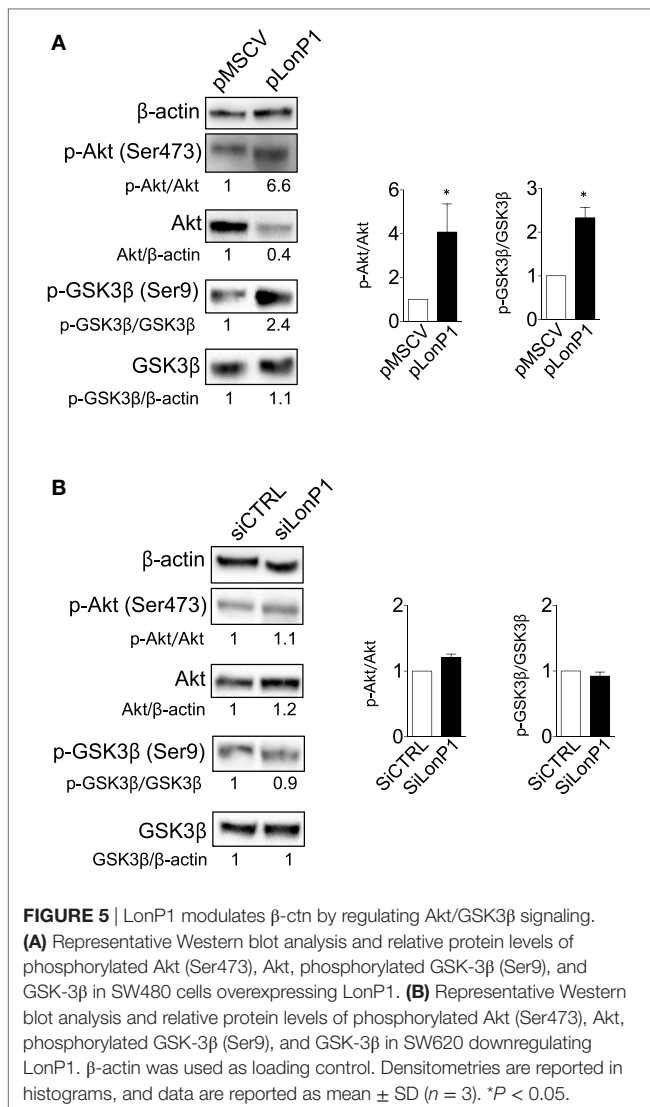 A
pMSCV pLonP1
β-actin
p-Akt (Ser473)
p-Akt/Akt 1 6.6
Akt
Akt/β-actin 1 0.4
p-GSK3β (Ser9)
p-GSK3β/GSK3β 1 2.4
GSK3β
p-GSK3β/β-actin 1 1.1
p-Akt/Akt
6
4
2
0
*
pMSCV
pLonP1
p-GSK3β/GSK3β
3
2
1
0
*
pMSCV
pLonP1
B
siCTRL siLonP1
β-actin
p-Akt (Ser473)
p-Akt/Akt 1 1.1
Akt
Akt/β-actin 1 1.2
p-GSK3β (Ser9)
p-GSK3β/GSK3β 1 0.9
GSK3β
GSK3β/β-actin 1 1
p-Akt/Akt
2
1
0
SiCTRL
SiLonP1
p-GSK3β/GSK3β
2
1
0
SiCTRL
SiLonP1
FIGURE 5 | LonP1 modulates β-ctn by regulating Akt/GSK3β signaling.
(A) Representative Western blot analysis and relative protein levels of
phosphorylated Akt (Ser473), Akt, phosphorylated GSK-3β (Ser9), and
GSK-3β in SW480 cells overexpressing LonP1. (B) Representative Western
blot analysis and relative protein levels of phosphorylated Akt (Ser473), Akt,
phosphorylated GSK-3β (Ser9), and GSK-3β in SW620 downregulating
LonP1. β-actin was used as loading control. Densitometries are reported in
histograms, and data are reported as mean ± SD (n = 3). *P < 0.05.